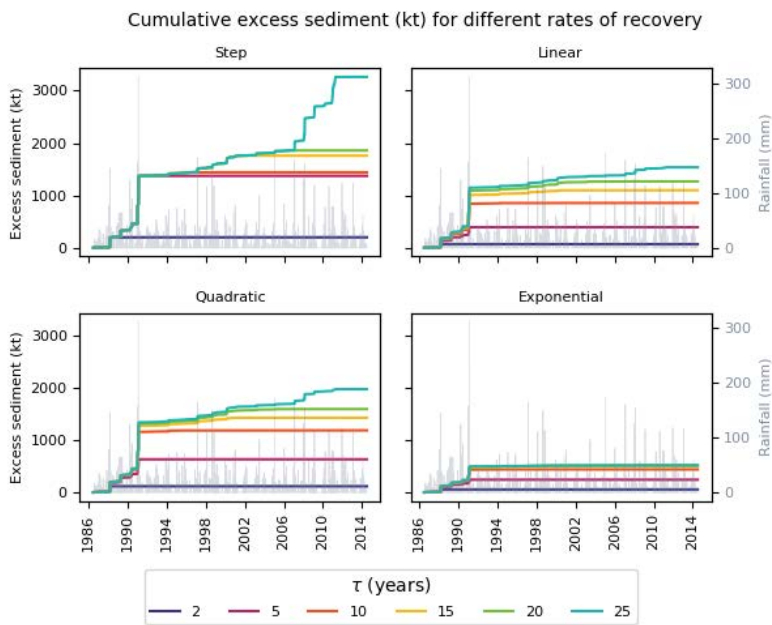 Cumulative excess sediment (kt) for different rates of recovery
Step
Linear
Excess sediment (kt)
3000
2000
1000
0
300
200
100
0
Rainfall (mm)
Quadratic
Exponential
Excess sediment (kt)
3000
2000
1000
0
300
200
100
0
Rainfall (mm)
1986 1990 1994 1998 2002 2006 2010 2014
1986 1990 1994 1998 2002 2006 2010 2014
τ (years)
2 5 10 15 20 25